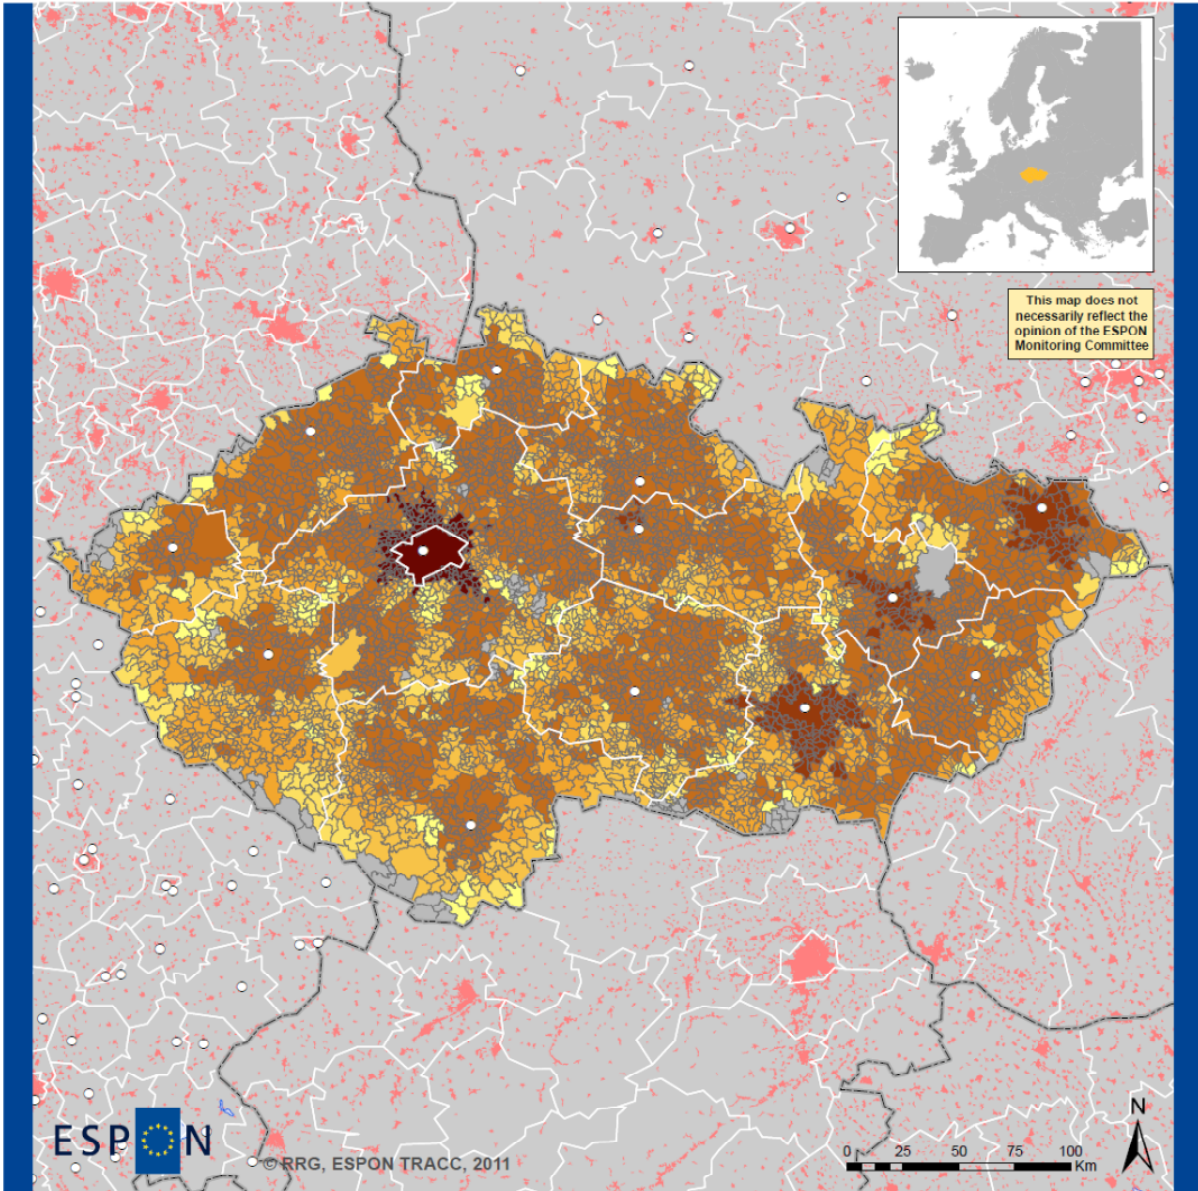 This map does not
necessarily reflect the
opinion of the ESPON
Monitoring Committee
ESPON
© RRG, ESPON TRACC, 2011
N
0 25 50 75 100
Km